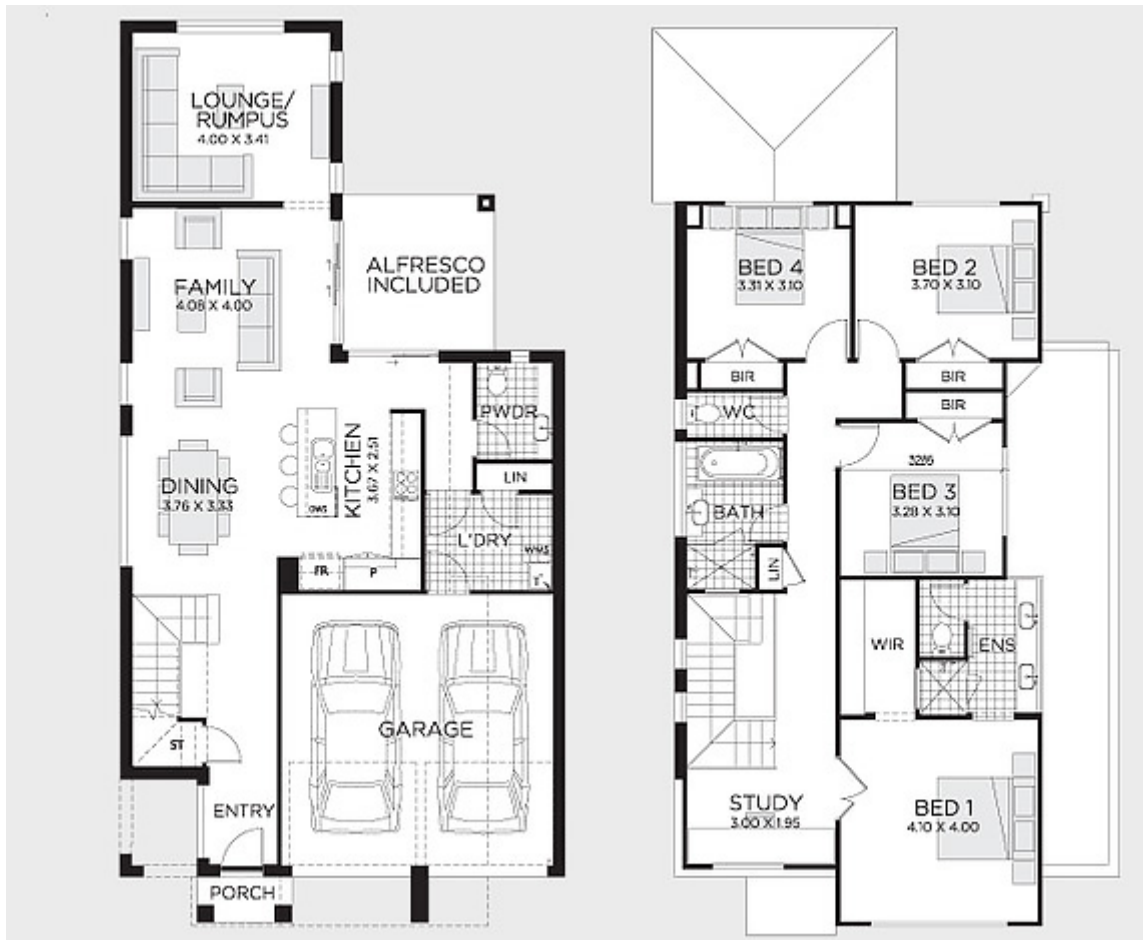 LOUNGE/
RUMPUS
4.00 X 3.41
FAMILY
4.08 X 4.00
ALFRESCO
INCLUDED
PWDR
LIN
KITCHEN
3.67 X 2.51
DINING
3.76 X 3.33
DWS
L'DRY
WMS
T
FR
P
GARAGE
ST
ENTRY
PORCH
BED 4
3.31 X 3.10
BED 2
3.70 X 3.10
BIR
BIR
BIR
WC
3285
BED 3
3.28 X 3.10
BATH
T
LIN
WIR
ENS
STUDY
3.00 X 1.95
BED 1
4.10 X 4.00